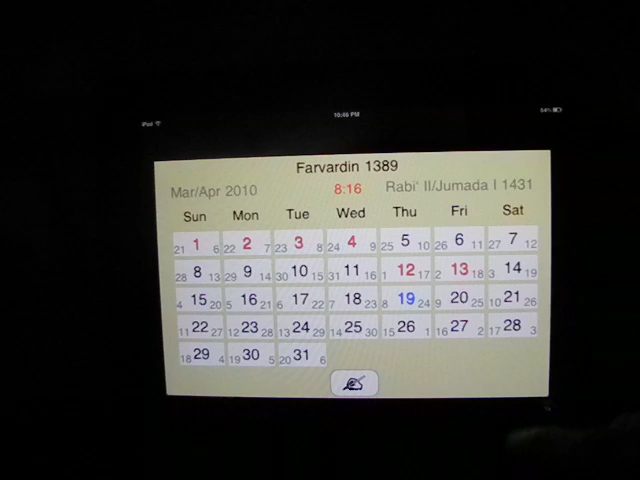 iPad 10:46 PM 54%
Farvardin 1389
Mar/Apr 2010 8:16 Rabi' II/Jumada I 1431
Sun Mon Tue Wed Thu Fri Sat
21 1 6 22 2 7 23 3 8 24 4 9 25 5 10 26 6 11 27 7 12
28 8 13 29 9 14 30 10 15 31 11 16 1 12 17 2 13 18 3 14 19
4 15 20 5 16 21 6 17 22 7 18 23 8 19 24 9 20 25 10 21 26
11 22 27 12 23 28 13 24 29 14 25 30 15 26 1 16 27 2 17 28 3
18 29 4 19 30 5 20 31 6